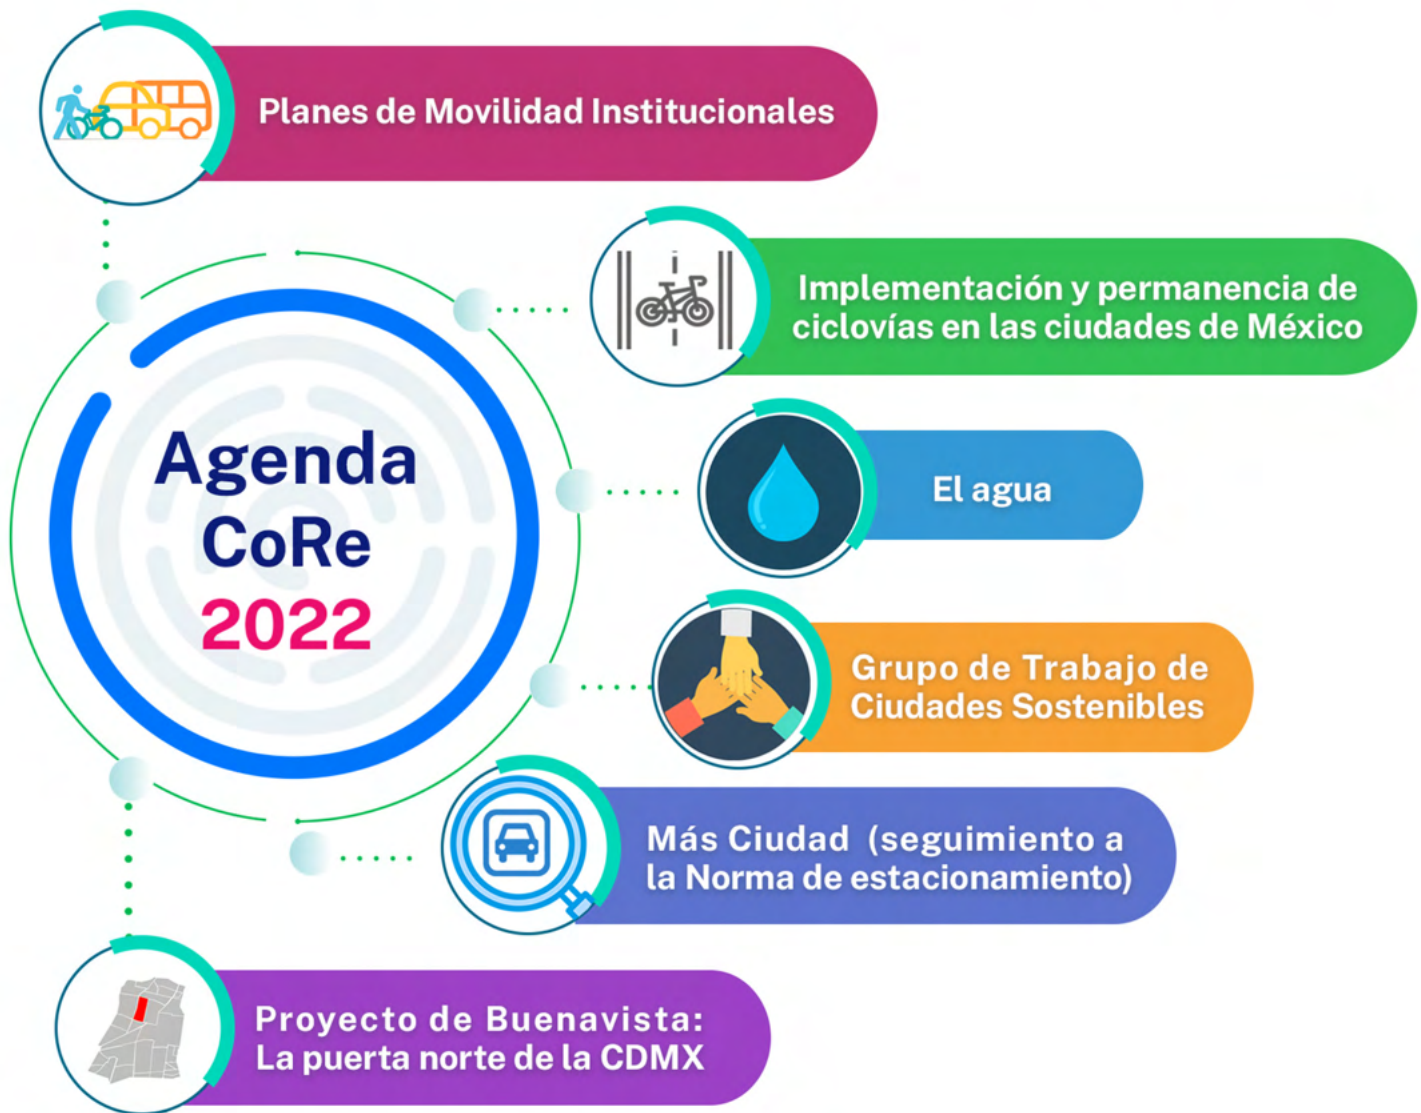 Planes de Movilidad Institucionales
Implementación y permanencia de
ciclovías en las ciudades de México
Agenda
CoRe
2022
El agua
Grupo de Trabajo de
Ciudades Sostenibles
Más Ciudad (seguimiento a
la Norma de estacionamiento)
Proyecto de Buenavista:
La puerta norte de la CDMX